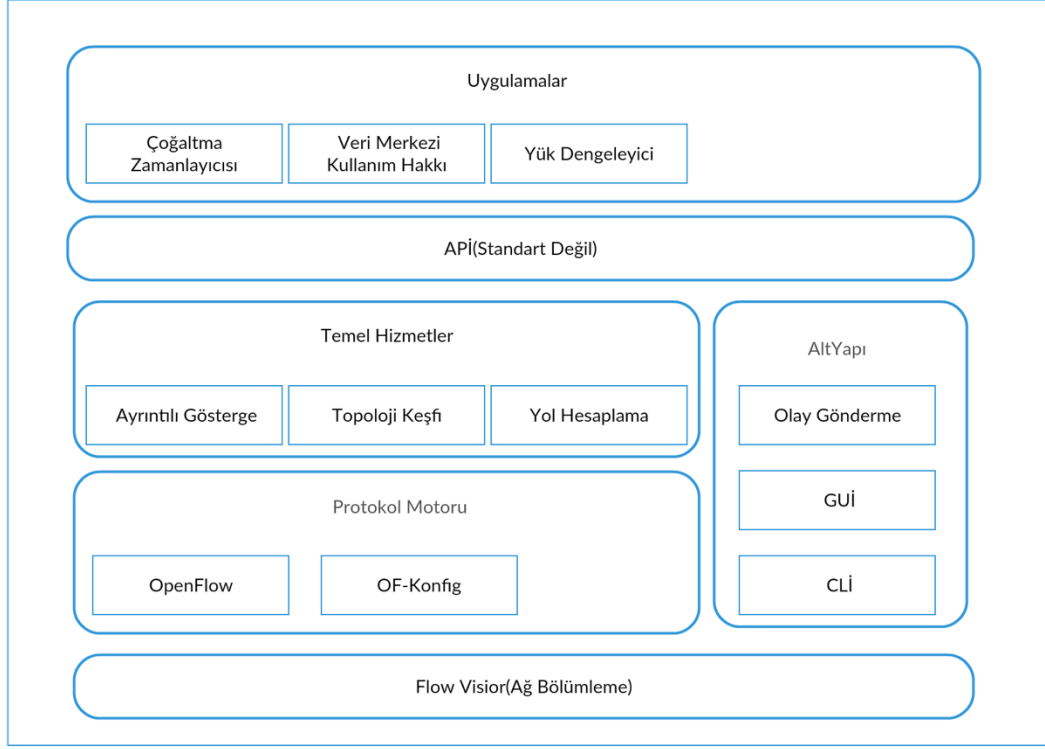 Uygulamalar
Çoğaltma
Zamanlayıcısı
Veri Merkezi
Kullanım Hakkı
Yük Dengeleyici
APİ(Standart Değil)
Temel Hizmetler
Ayrıntılı Gösterge
Topoloji Keşfi
Yol Hesaplama
AltYapı
Olay Gönderme
GUİ
CLİ
Protokol Motoru
OpenFlow
OF-Konfig
Flow Visior(Ağ Bölümleme)